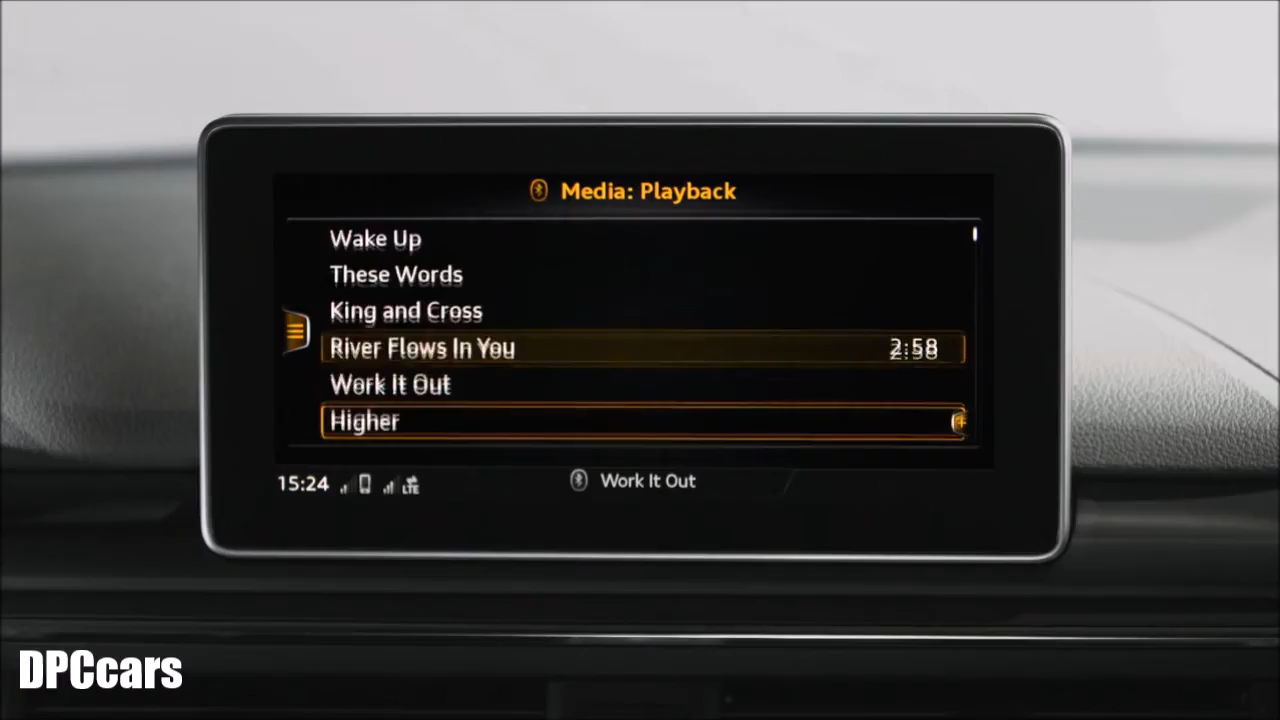 Media: Playback
Wake Up
These Words
King and Cross
River Flows In You 2:58
Work It Out
Higher
15:24 LTE Work It Out
DPCcars